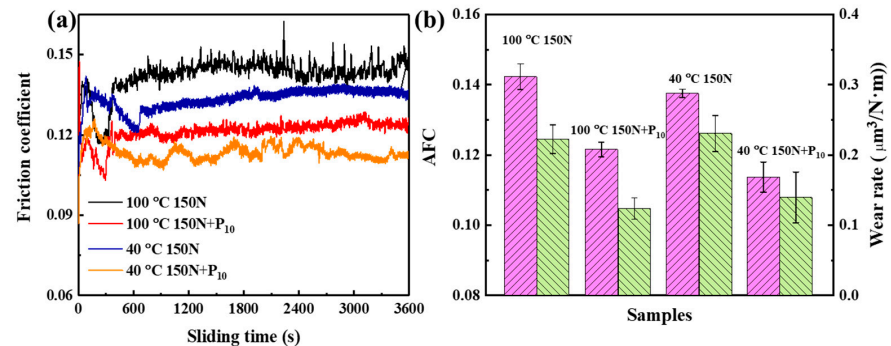 (a)
0.15
0.12
0.09
0.06
Friction coefficient
100 °C 150N
100 °C 150N+P₁₀
40 °C 150N
40 °C 150N+P₁₀
0
600
1200
1800
2400
3000
3600
Sliding time (s)
(b)
0.16
0.14
0.12
0.10
0.08
AFC
100 °C 150N
100 °C 150N+P₁₀
40 °C 150N
40 °C 150N+P₁₀
Samples
0.4
0.3
0.2
0.1
0.0
Wear rate ( μm³/N·m)